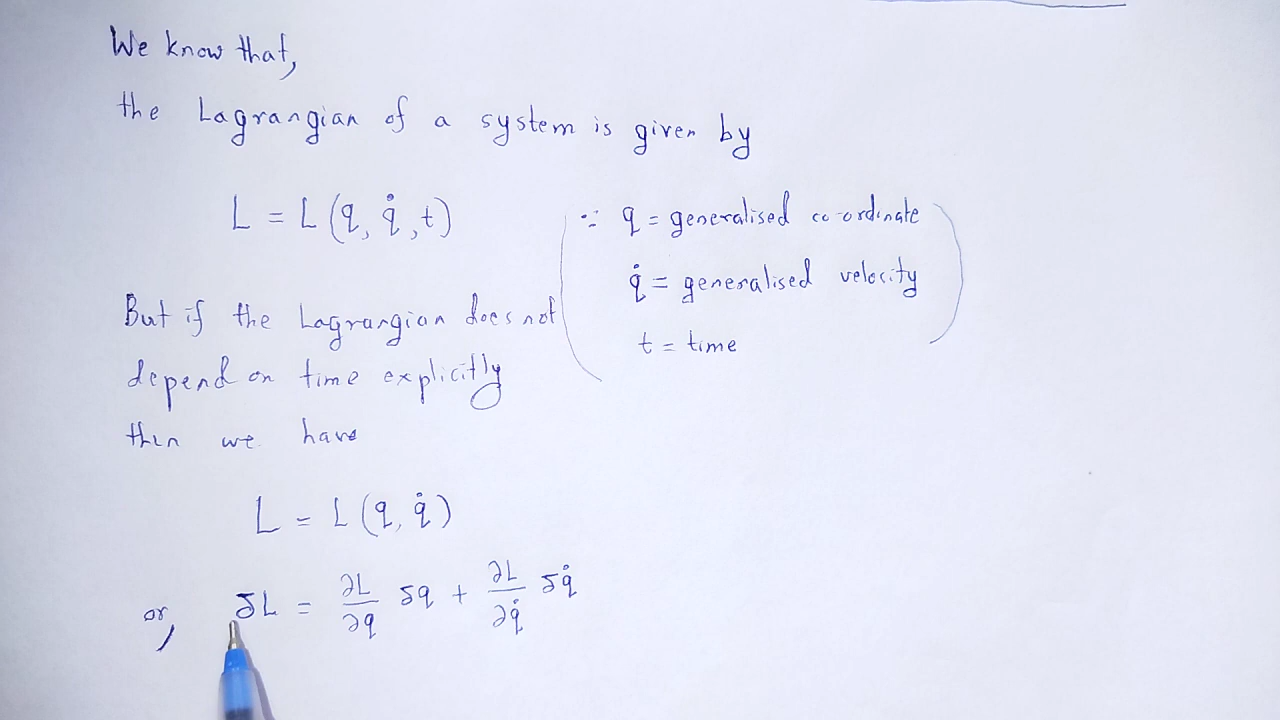 We know that,
the Lagrangian of a system is given by
L = L(q, q̇, t) (∵ q = generalised co-ordinate
q̇ = generalised velocity
t = time)
But if the Lagrangian does not
depend on time explicitly
then we have
L = L(q, q̇)
or, δL = ∂L/∂q δq + ∂L/∂q̇ δq̇